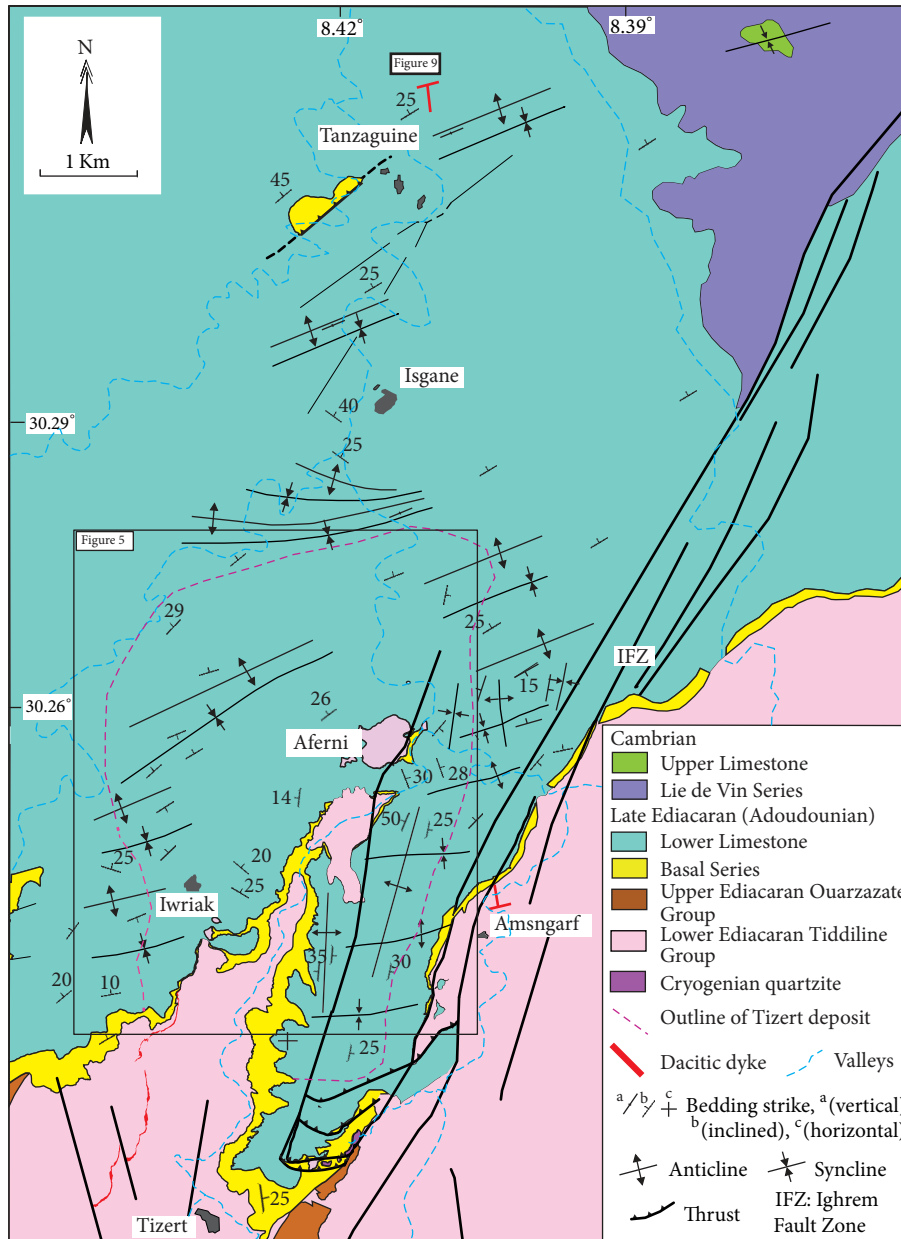 8.42°
8.39°
N
1 Km
Figure 9
25
Tanzaguine
45
25
Isgane
40
30.29°
25
Figure 5
29
25
IFZ
15
30.26°
26
Aferni
30
28
14
50
25
20
25
25
Iwriak
Amsngarf
35
30
20
10
25
25
Tizert
Cambrian
Upper Limestone
Lie de Vin Series
Late Ediacaran (Adoudounian)
Lower Limestone
Basal Series
Upper Ediacaran Ouarzazate
Group
Lower Ediacaran Tiddiline
Group
Cryogenian quartzite
Outline of Tizert deposit
Dacitic dyke
Valleys
a b c Bedding strike, a(vertical)
b(inclined), c(horizontal)
Anticline
Syncline
Thrust
IFZ: Ighrem
Fault Zone